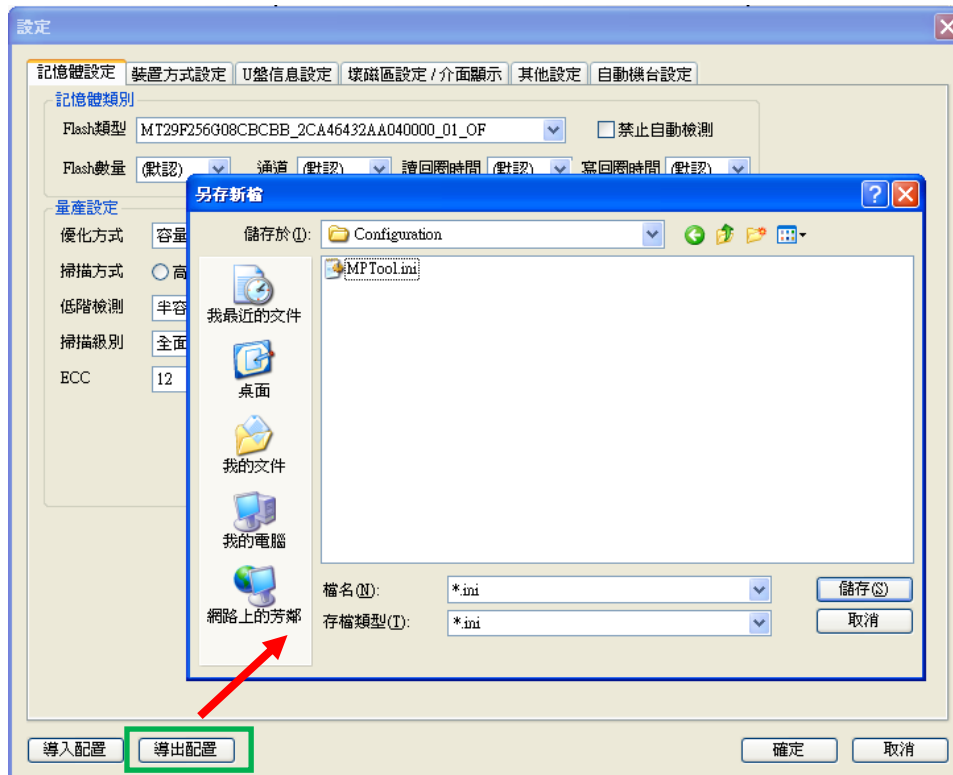 設定
記憶體設定 裝置方式設定 U盤信息設定 壞磁區設定 / 介面顯示 其他設定 自動機台設定
記憶體類別
Flash類型 MT29F256G08CBCBB_2CA46432AA040000_01_OF 禁止自動檢測
Flash數量 (默認) 通道 (默認) 讀回圈時間 (默認) 寫回圈時間 (默認)
另存新檔
量產設定
優化方式 容量
儲存於(I): Configuration
掃描方式 高
MPTool.ini
低階檢測 半容
我最近的文件
掃描級別 全面
ECC 12
桌面
我的文件
我的電腦
檔名(N): *.ini 儲存(S)
網路上的芳鄰
存檔類型(T): *.ini 取消
導入配置 導出配置 確定 取消